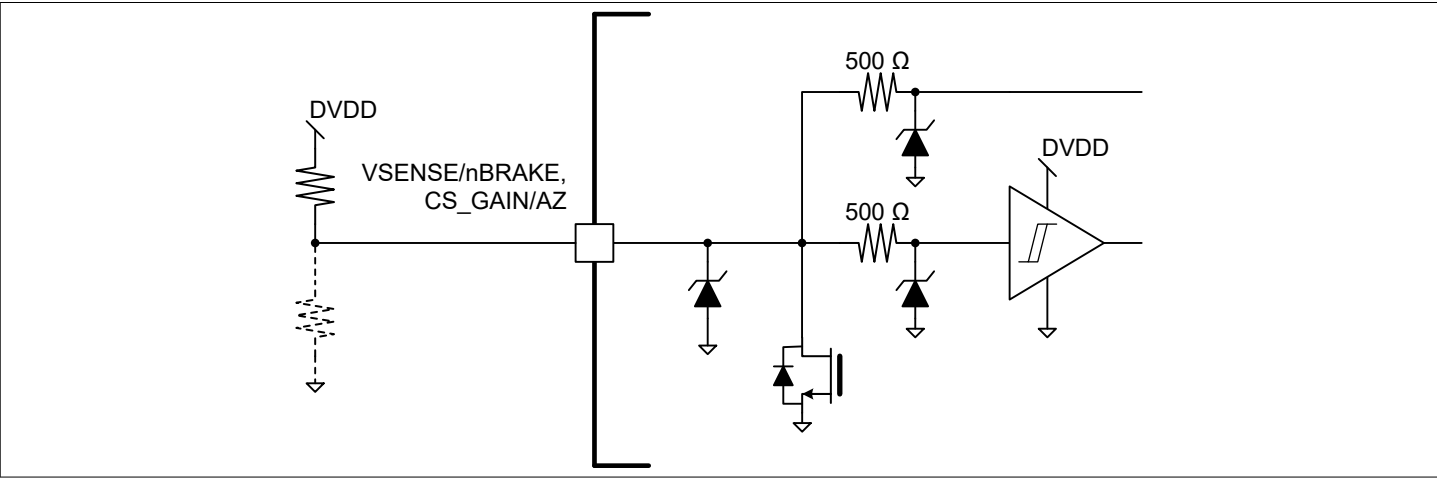 500 Ω
DVDD
VSENSE/nBRAKE,
CS_GAIN/AZ
DVDD
500 Ω